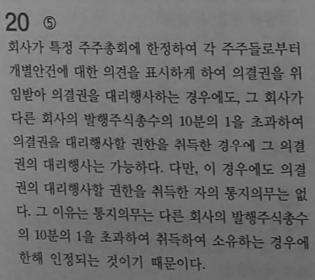 20 ⑤
회사가 특정 주주총회에 한정하여 각 주주들로부터
개별안건에 대한 의견을 표시하게 하여 의결권을 위
임받아 의결권을 대리행사하는 경우에도, 그 회사가
다른 회사의 발행주식총수의 10분의 1을 초과하여
의결권을 대리행사할 권한을 취득한 경우에 그 의결
권의 대리행사는 가능하다. 다만, 이 경우에도 의결
권의 대리행사할 권한을 취득한 자의 통지의무는 없
다. 그 이유는 통지의무는 다른 회사의 발행주식총수
의 10분의 1을 초과하여 취득하여 소유하는 경우에
한해 인정되는 것이기 때문이다.